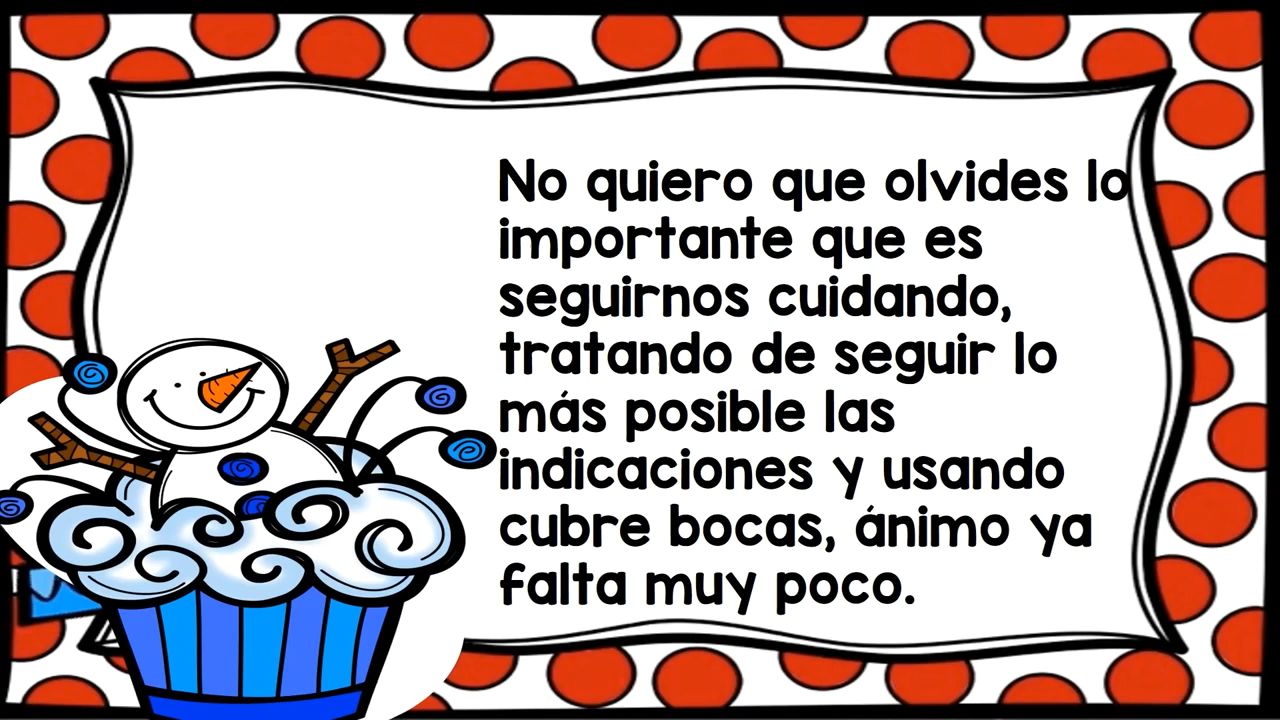 No quiero que olvides lo
importante que es
seguirnos cuidando,
tratando de seguir lo
más posible las
indicaciones y usando
cubre bocas, ánimo ya
falta muy poco.